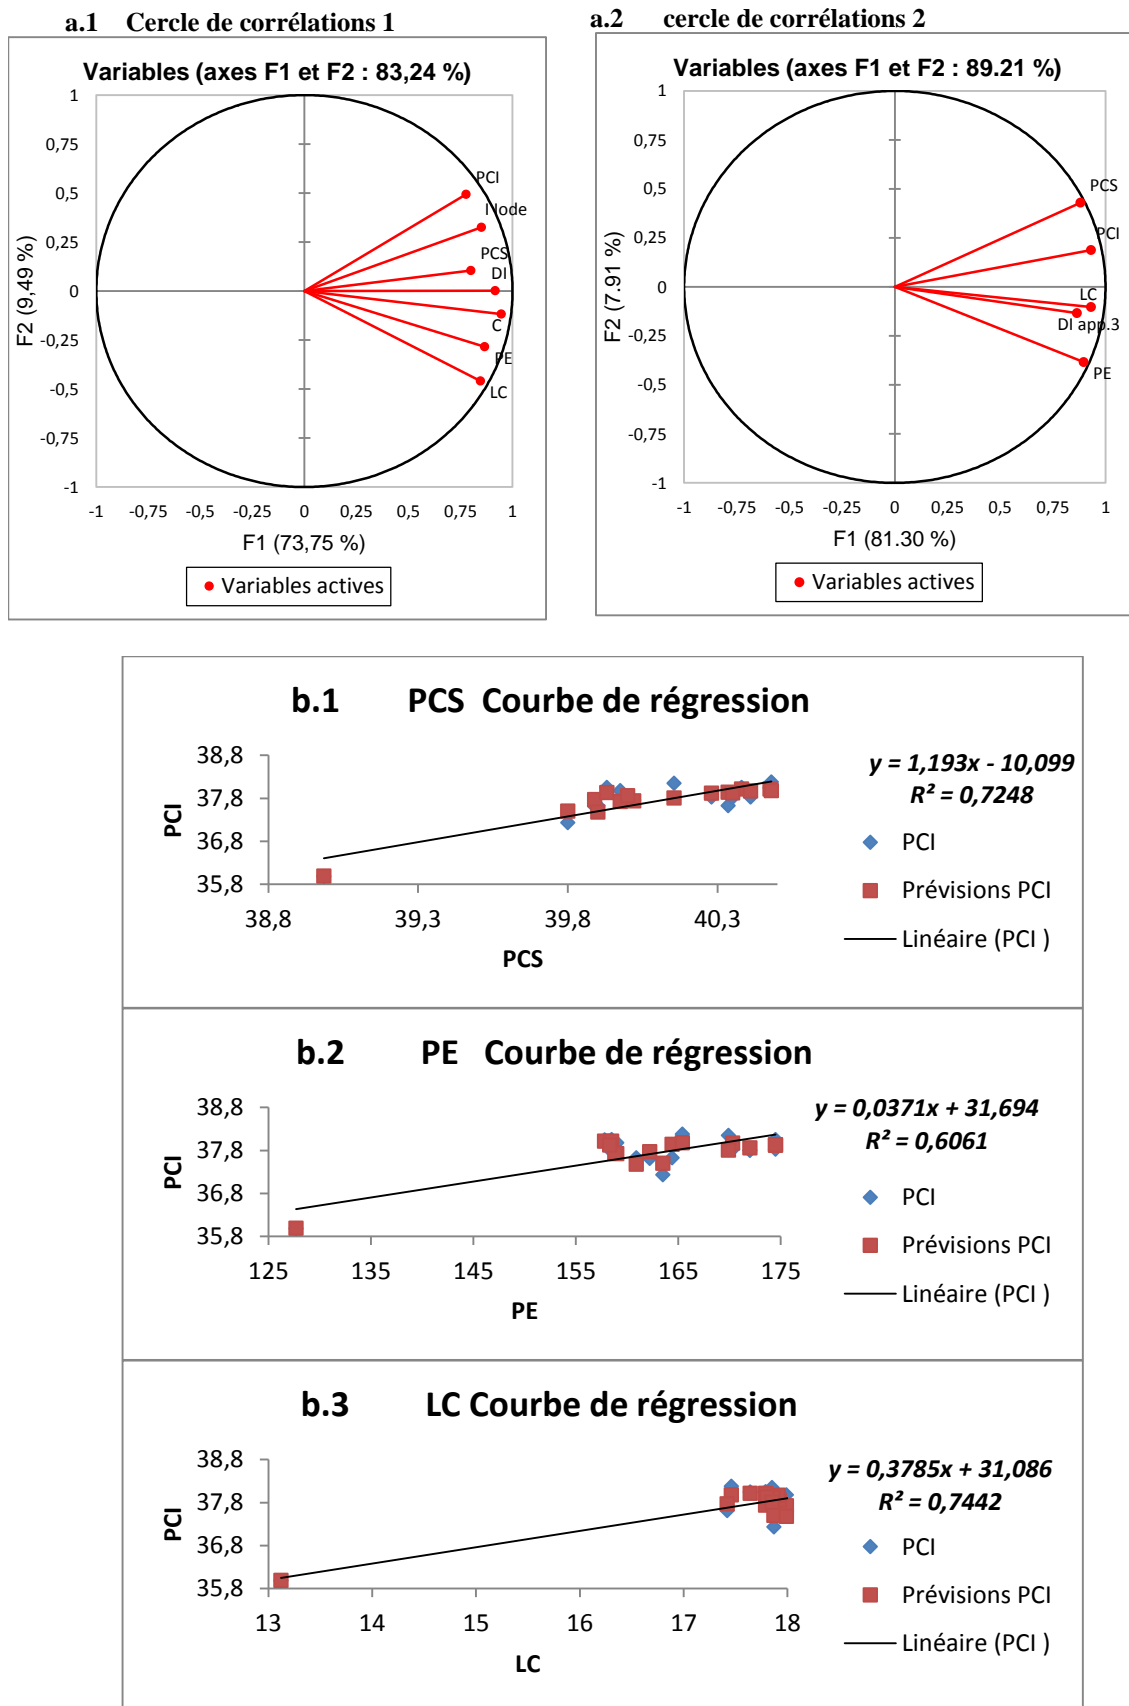 a.1 Cercle de corrélations 1
Variables (axes F1 et F2 : 83,24 %)
1
0,75
0,5
0,25
0
-0,25
-0,5
-0,75
-1
F2 (9,49 %)
PCI
I Iode
PCS
DI
C
PE
LC
-1 -0,75 -0,5 -0,25 0 0,25 0,5 0,75 1
F1 (73,75 %)
Variables actives
a.2 cercle de corrélations 2
Variables (axes F1 et F2 : 89.21 %)
1
0,75
0,5
0,25
0
-0,25
-0,5
-0,75
-1
F2 (7.91 %)
PCS
PCI
LC
DI app.3
PE
-1 -0,75 -0,5 -0,25 0 0,25 0,5 0,75 1
F1 (81.30 %)
Variables actives
b.1 PCS Courbe de régression
38,8
37,8
36,8
35,8
PCI
38,8 39,3 39,8 40,3
PCS
y = 1,193x - 10,099
R² = 0,7248
PCI
Prévisions PCI
Linéaire (PCI )
b.2 PE Courbe de régression
38,8
37,8
36,8
35,8
PCI
125 135 145 155 165 175
PE
y = 0,0371x + 31,694
R² = 0,6061
PCI
Prévisions PCI
Linéaire (PCI )
b.3 LC Courbe de régression
38,8
37,8
36,8
35,8
PCI
13 14 15 16 17 18
LC
y = 0,3785x + 31,086
R² = 0,7442
PCI
Prévisions PCI
Linéaire (PCI )